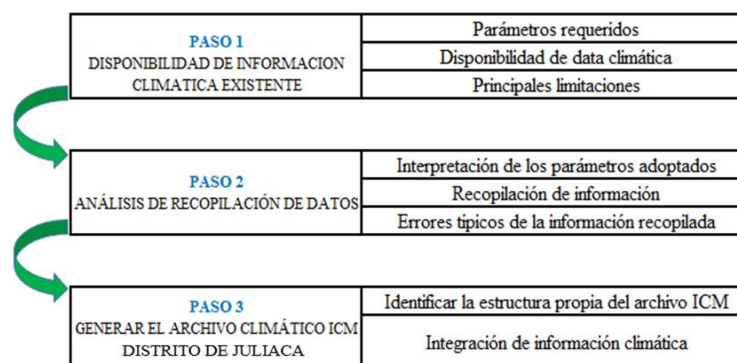 PASO 1
DISPONIBILIDAD DE INFORMACION
CLIMATICA EXISTENTE
Parámetros requeridos
Disponibilidad de data climática
Principales limitaciones
PASO 2
ANÁLISIS DE RECOPILACIÓN DE DATOS
Interpretación de los parámetros adoptados
Recopilación de información
Errores típicos de la información recopilada
PASO 3
GENERAR EL ARCHIVO CLIMÁTICO ICM
DISTRITO DE JULIACA
Identificar la estructura propia del archivo ICM
Integración de información climática